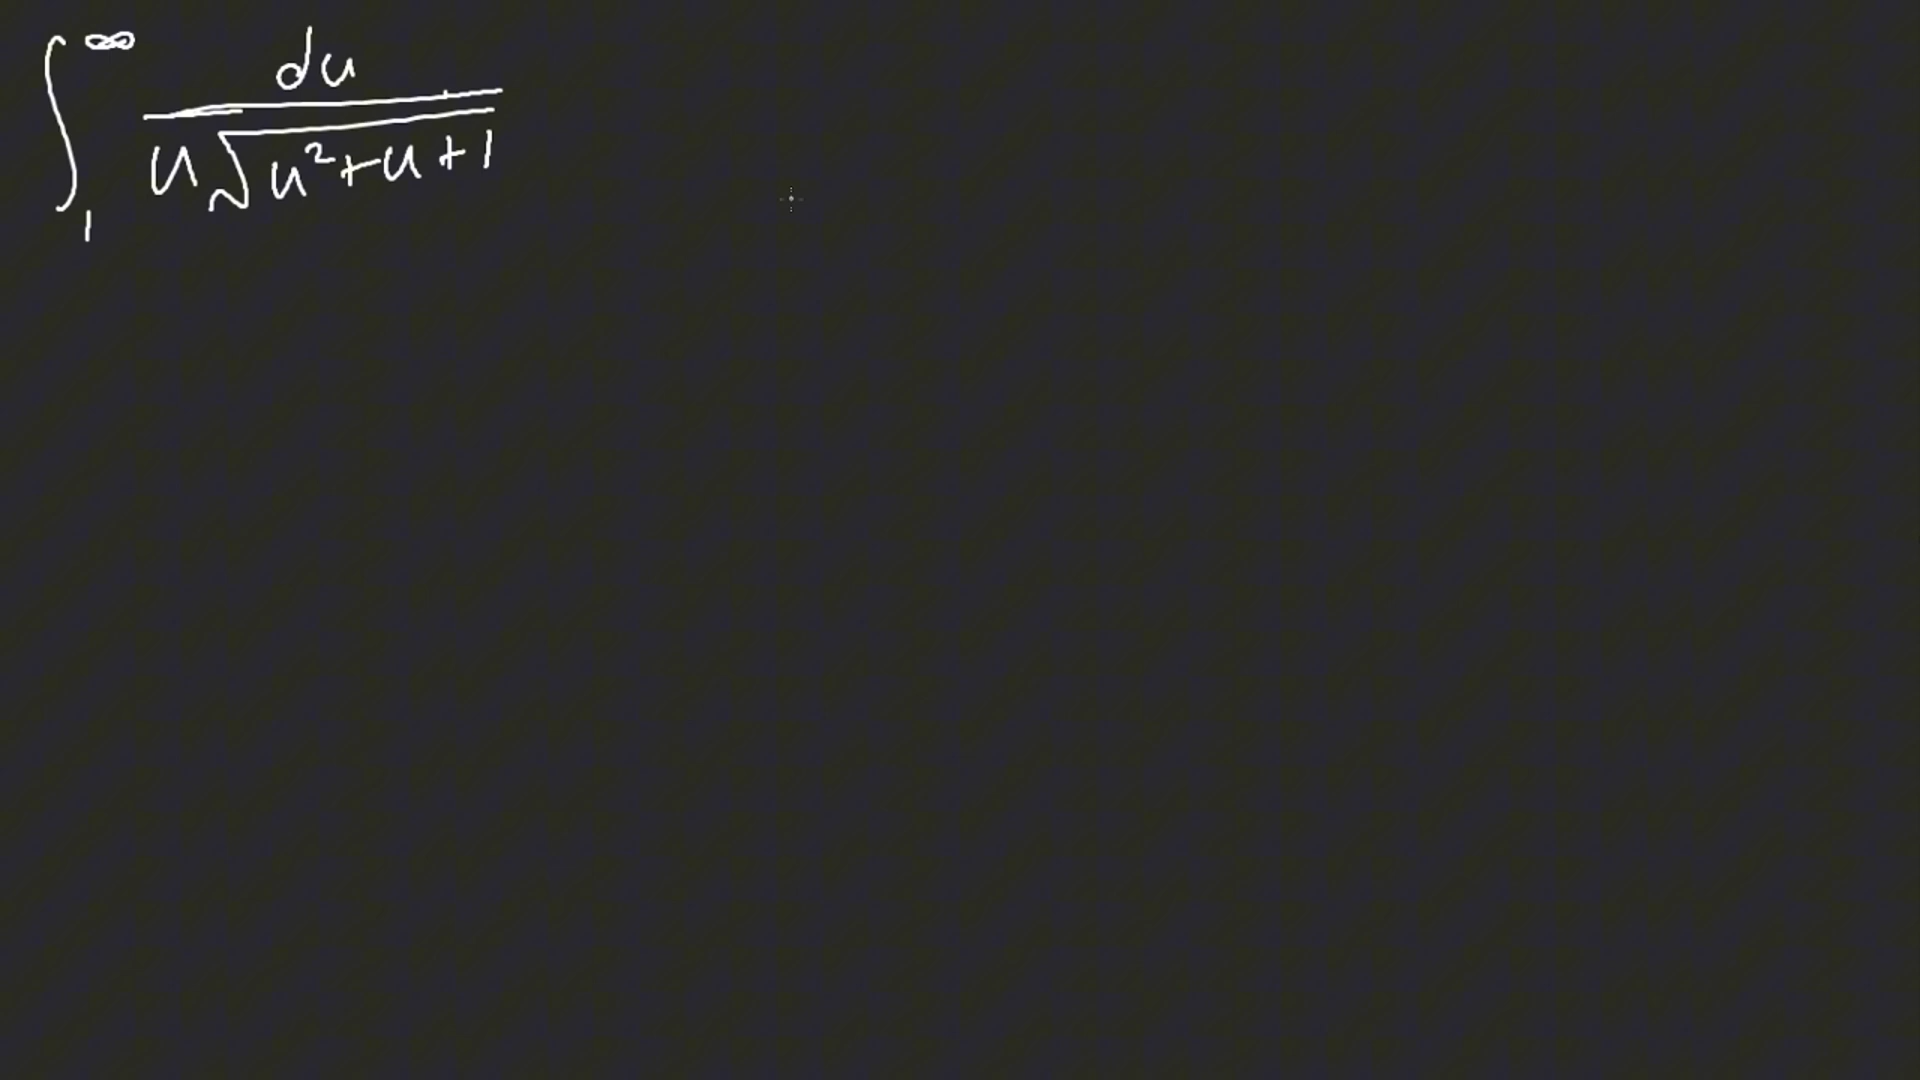 ∫₁^∞ du / (u√(u²+u+1))